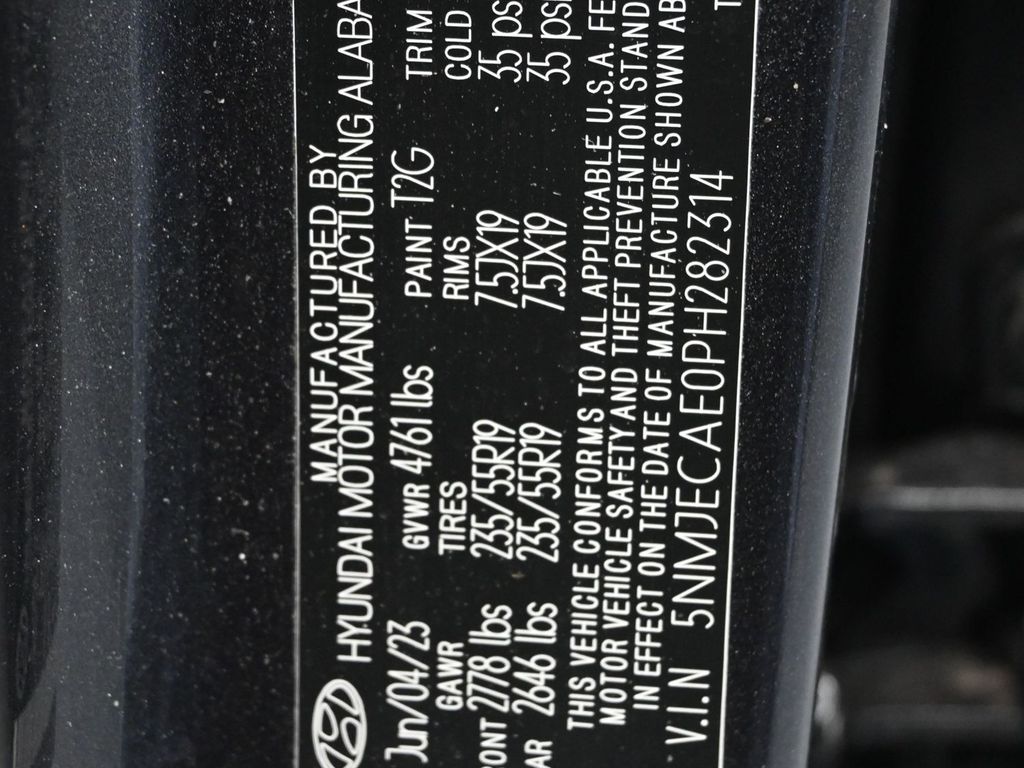 MANUFACTURED BY
HYUNDAI MOTOR MANUFACTURING ALABA
Jun/04/23 GVWR 4761 lbs PAINT T2G TRIM
GAWR TIRES RIMS COLD
ONT 2778 lbs 235/55R19 7.5JX19 35 psi
AR 2646 lbs 235/55R19 7.5JX19 35 psi
THIS VEHICLE CONFORMS TO ALL APPLICABLE U.S.A. FE
MOTOR VEHICLE SAFETY AND THEFT PREVENTION STAND
IN EFFECT ON THE DATE OF MANUFACTURE SHOWN AB
V.I.N 5NMJECAE0PH282314 T